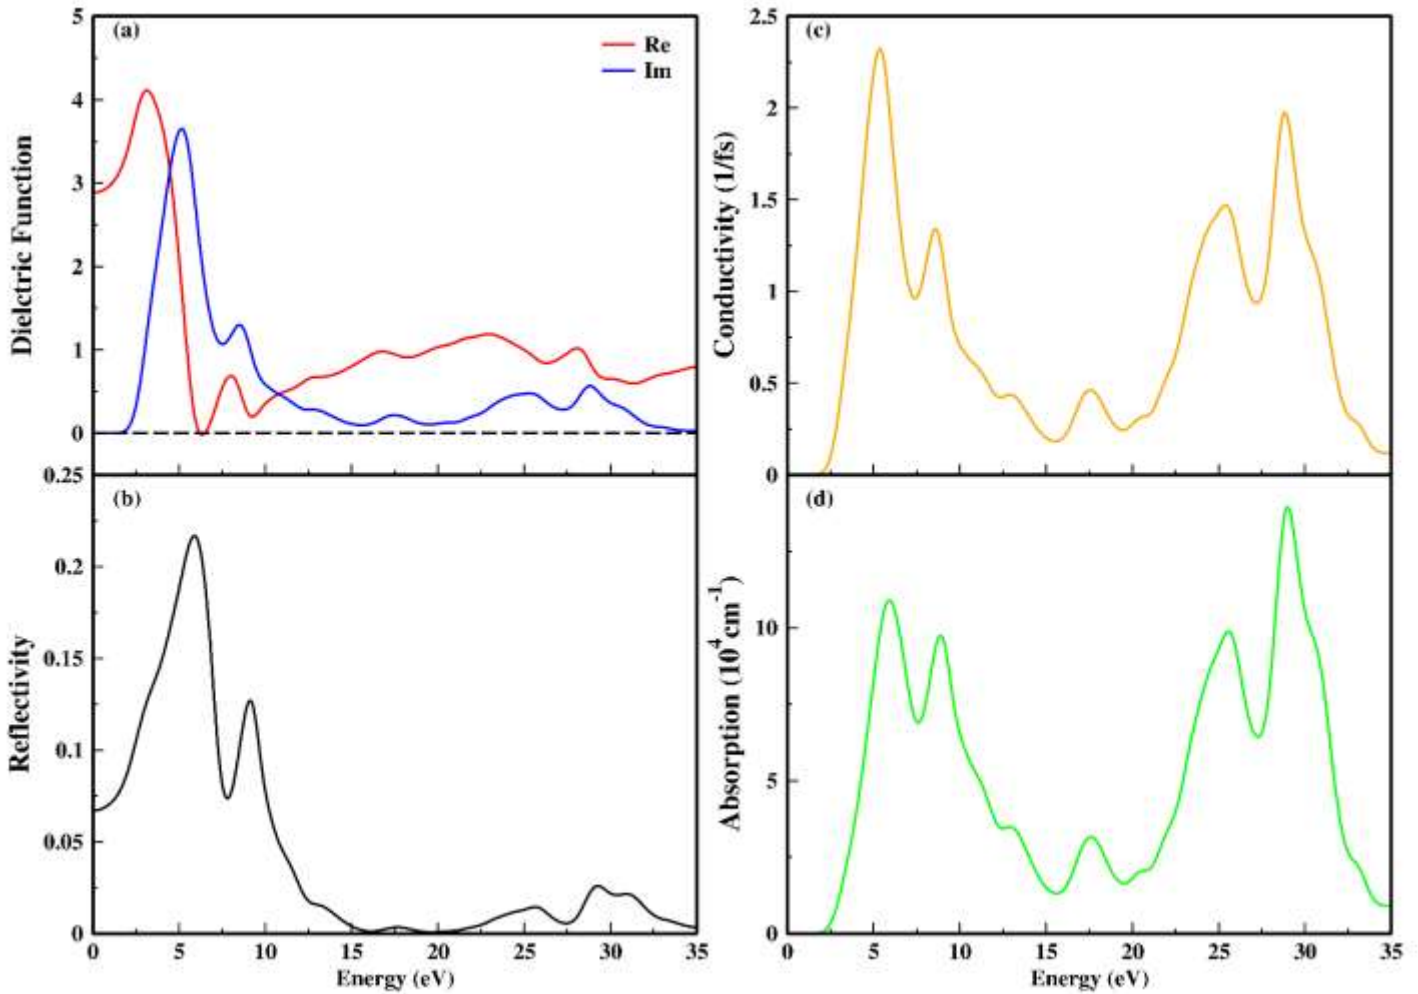 (a)
Re
Im
Dielctric Function
5
4
3
2
1
0
(c)
Conductivity (1/fs)
2.5
2
1.5
1
0.5
0
(b)
Reflectivity
0.25
0.2
0.15
0.1
0.05
0
0 5 10 15 20 25 30 35
Energy (eV)
(d)
Absorption (10⁴ cm⁻¹)
10
5
0
0 5 10 15 20 25 30 35
Energy (eV)